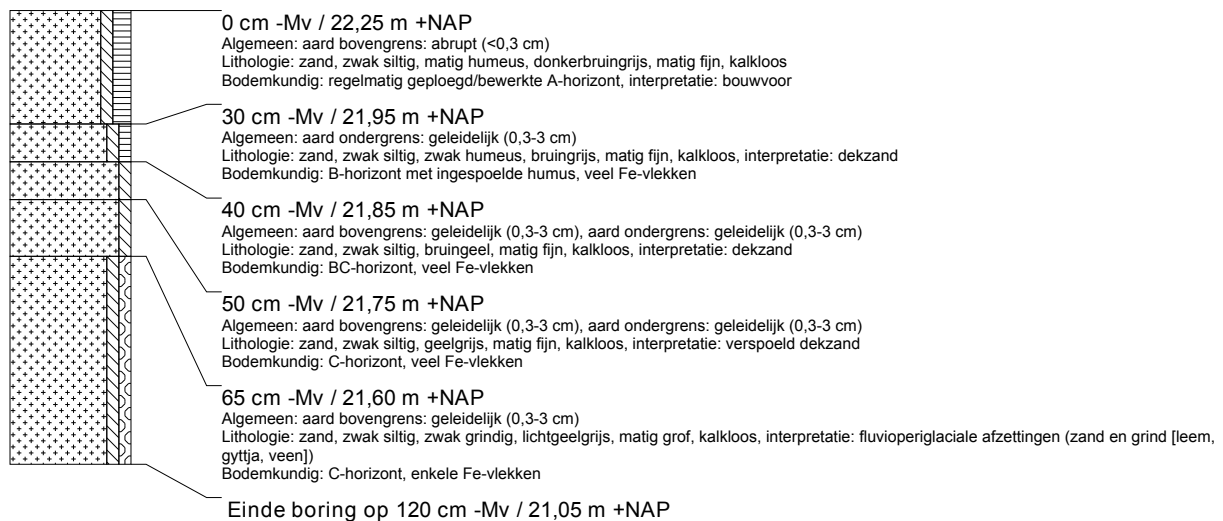 0 cm -Mv / 22,25 m +NAP
Algemeen: aard bovengrens: abrupt (<0,3 cm)
Lithologie: zand, zwak siltig, matig humeus, donkerbruingrijs, matig fijn, kalkloos
Bodemkundig: regelmatig geploegd/bewerkte A-horizont, interpretatie: bouwvoor
30 cm -Mv / 21,95 m +NAP
Algemeen: aard ondergrens: geleidelijk (0,3-3 cm)
Lithologie: zand, zwak siltig, zwak humeus, bruingrijs, matig fijn, kalkloos, interpretatie: dekzand
Bodemkundig: B-horizont met ingespoelde humus, veel Fe-vlekken
40 cm -Mv / 21,85 m +NAP
Algemeen: aard bovengrens: geleidelijk (0,3-3 cm), aard ondergrens: geleidelijk (0,3-3 cm)
Lithologie: zand, zwak siltig, bruingeel, matig fijn, kalkloos, interpretatie: dekzand
Bodemkundig: BC-horizont, veel Fe-vlekken
50 cm -Mv / 21,75 m +NAP
Algemeen: aard bovengrens: geleidelijk (0,3-3 cm), aard ondergrens: geleidelijk (0,3-3 cm)
Lithologie: zand, zwak siltig, geelgrijs, matig fijn, kalkloos, interpretatie: verspoeld dekzand
Bodemkundig: C-horizont, veel Fe-vlekken
65 cm -Mv / 21,60 m +NAP
Algemeen: aard bovengrens: geleidelijk (0,3-3 cm)
Lithologie: zand, zwak siltig, zwak grindig, lichtgeelgrijs, matig grof, kalkloos, interpretatie: fluvioperiglaciale afzettingen (zand en grind [leem,
gyttja, veen])
Bodemkundig: C-horizont, enkele Fe-vlekken
Einde boring op 120 cm -Mv / 21,05 m +NAP